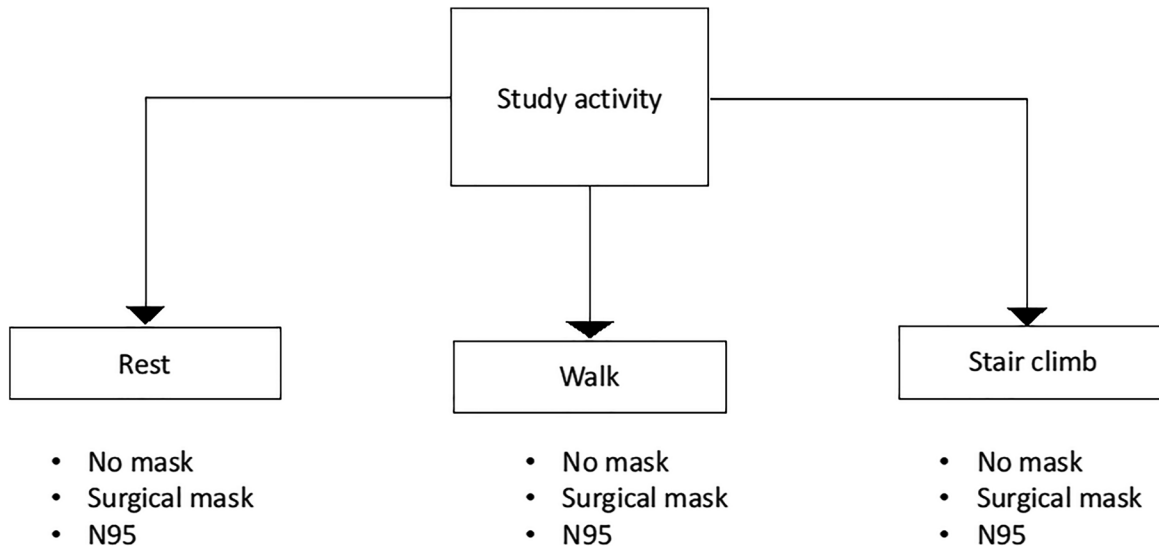 Study activity
Rest
Walk
Stair climb
• No mask
• Surgical mask
• N95
• No mask
• Surgical mask
• N95
• No mask
• Surgical mask
• N95